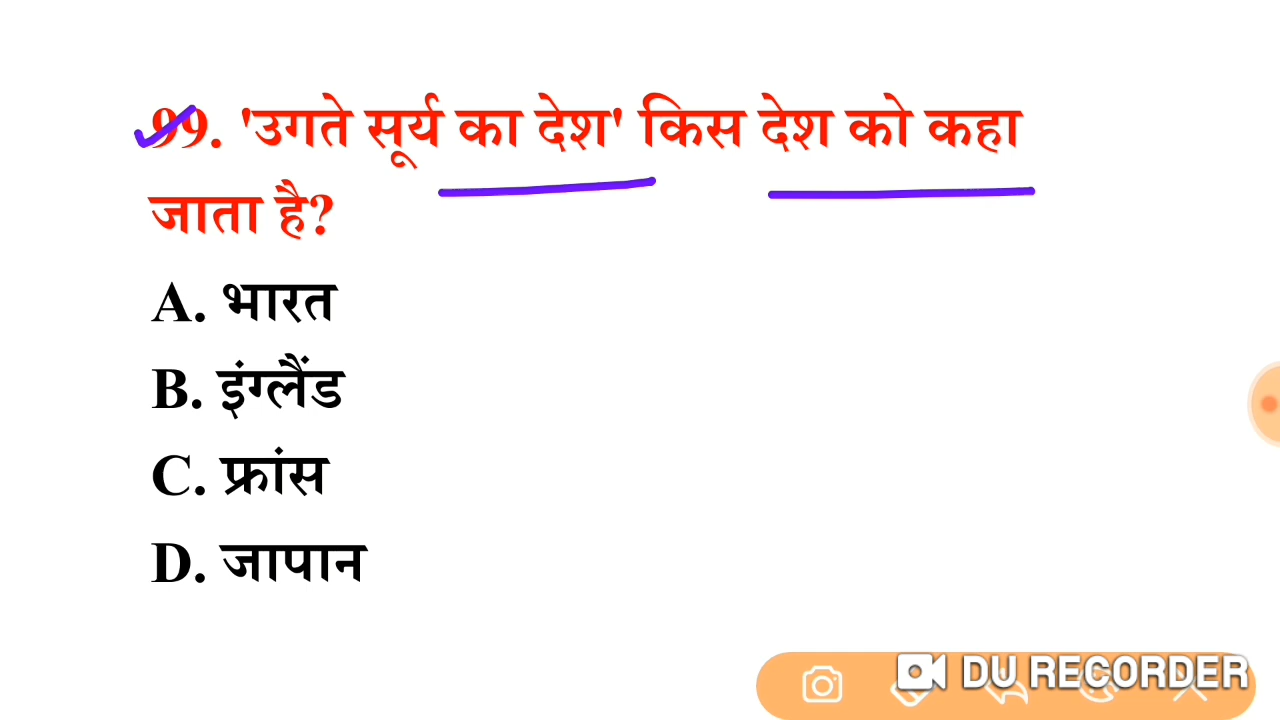 99. 'उगते सूर्य का देश' किस देश को कहा
जाता है?
A. भारत
B. इंग्लैंड
C. फ्रांस
D. जापान
DU RECORDER